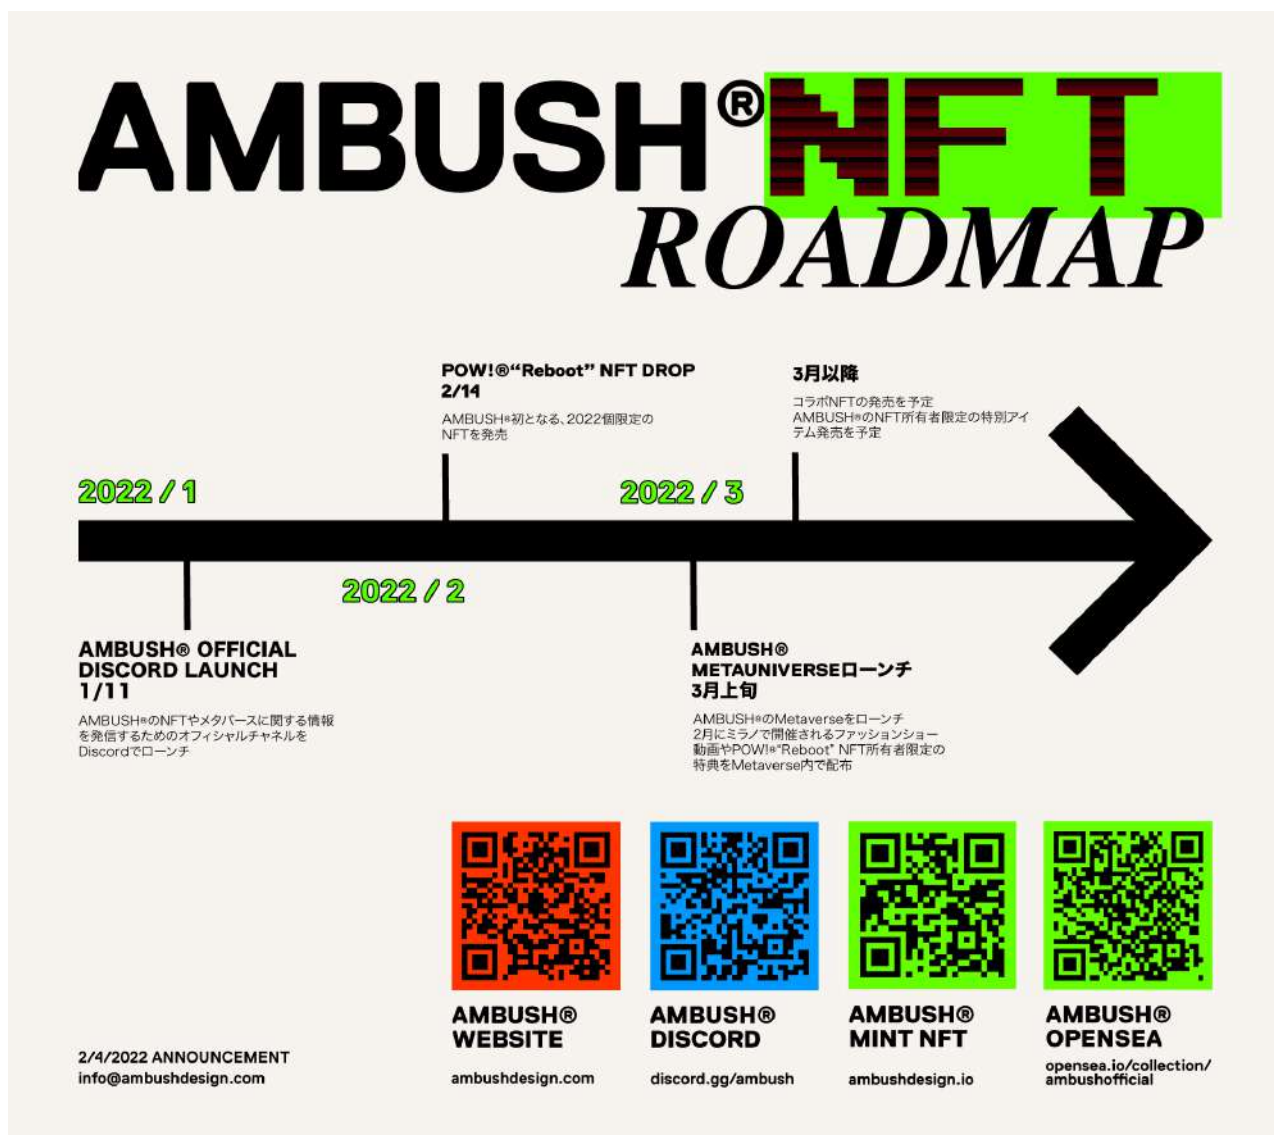 AMBUSH®NFT
ROADMAP
POW!®“Reboot” NFT DROP
2/14
AMBUSH®初となる、2022個限定の
NFTを発売
3月以降
コラボNFTの発売を予定
AMBUSH®のNFT所有者限定の特別アイ
テム発売を予定
2022 / 1
2022 / 3
2022 / 2
AMBUSH® OFFICIAL
DISCORD LAUNCH
1/11
AMBUSH®のNFTやメタバースに関する情報
を発信するためのオフィシャルチャネルを
Discordでローンチ
AMBUSH®
METAUNIVERSEローンチ
3月上旬
AMBUSH®のMetaverseをローンチ
2月にミラノで開催されるファッションショー
動画やPOW!®“Reboot” NFT所有者限定の
特典をMetaverse内で配布
AMBUSH®
WEBSITE
ambushdesign.com
AMBUSH®
DISCORD
discord.gg/ambush
AMBUSH®
MINT NFT
ambushdesign.io
AMBUSH®
OPENSEA
opensea.io/collection/
ambushofficial
2/4/2022 ANNOUNCEMENT
info@ambushdesign.com